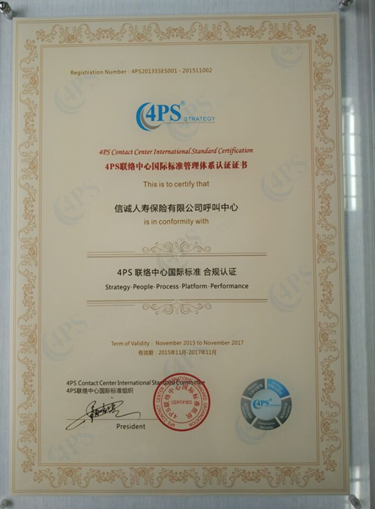 Registration Number : 4PS201335ES001 - 201511002
4PS
STRATEGY
4PS Contact Center International Standard Certification
4PS联络中心国际标准管理体系认证证书
This is to certify that
信诚人寿保险有限公司呼叫中心
is in conformity with
4PS 联络中心国际标准 合规认证
Strategy·People·Process·Platform·Performance
Term of Validity : November 2015 to November 2017
有效期 : 2015年11月-2017年11月
4PS Contact Center International Standard Committee
4PS联络中心国际标准组织
President
4PS